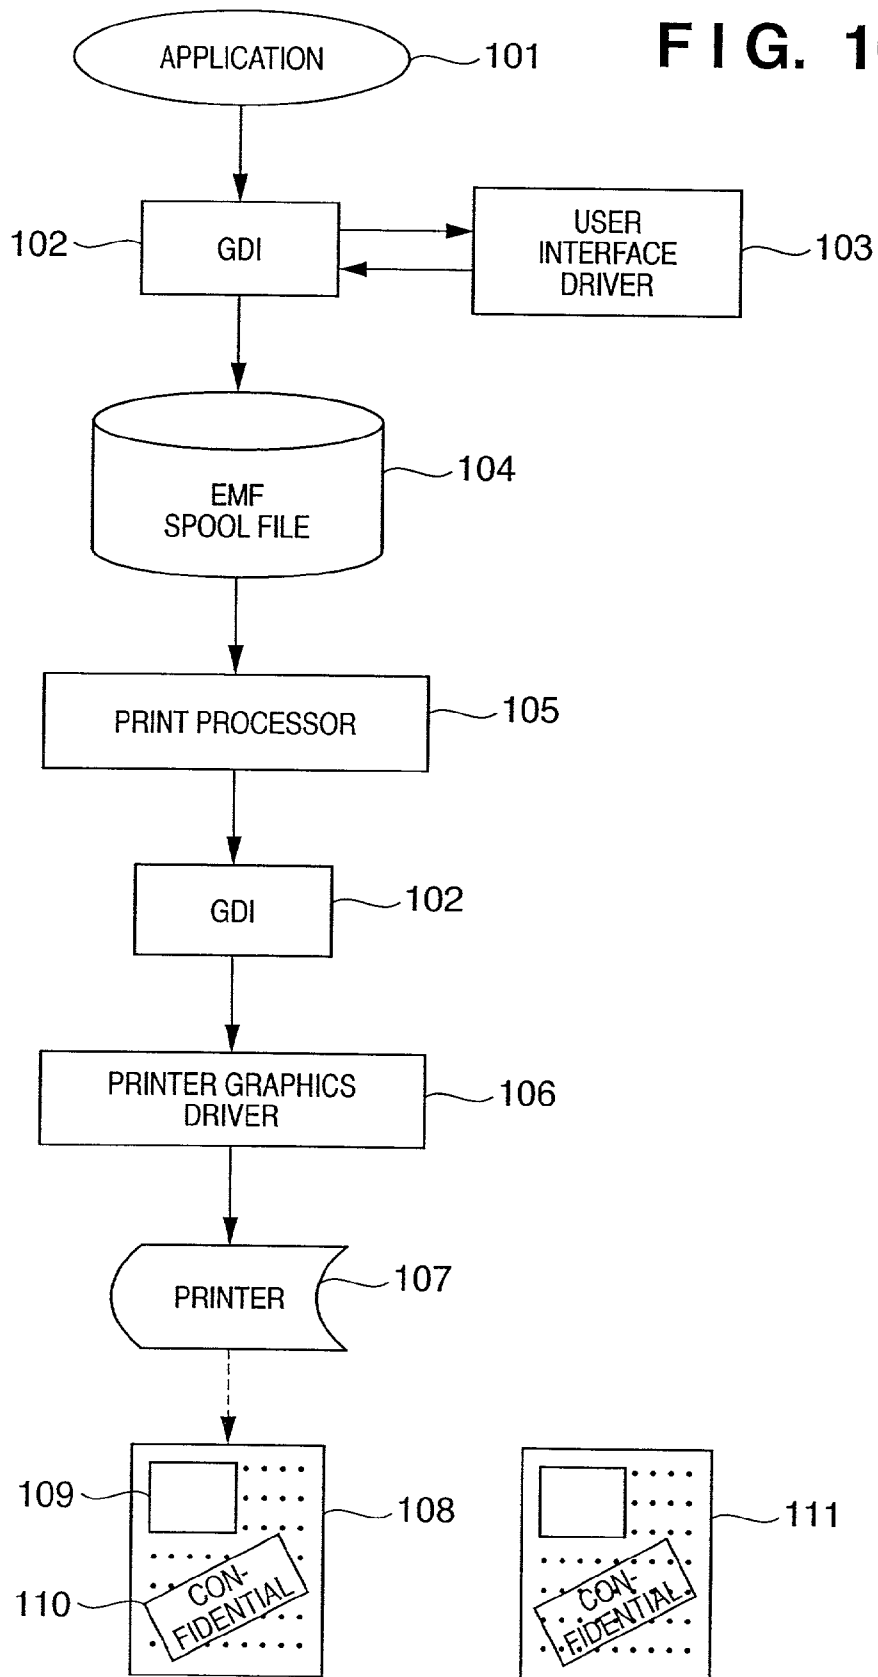 APPLICATION
101
F I G. 1
102
GDI
USER
INTERFACE
DRIVER
103
EMF
SPOOL FILE
104
PRINT PROCESSOR
105
GDI
102
PRINTER GRAPHICS
DRIVER
106
PRINTER
107
109
108
111
110
CON-
FIDENTIAL
CON-
FIDENTIAL